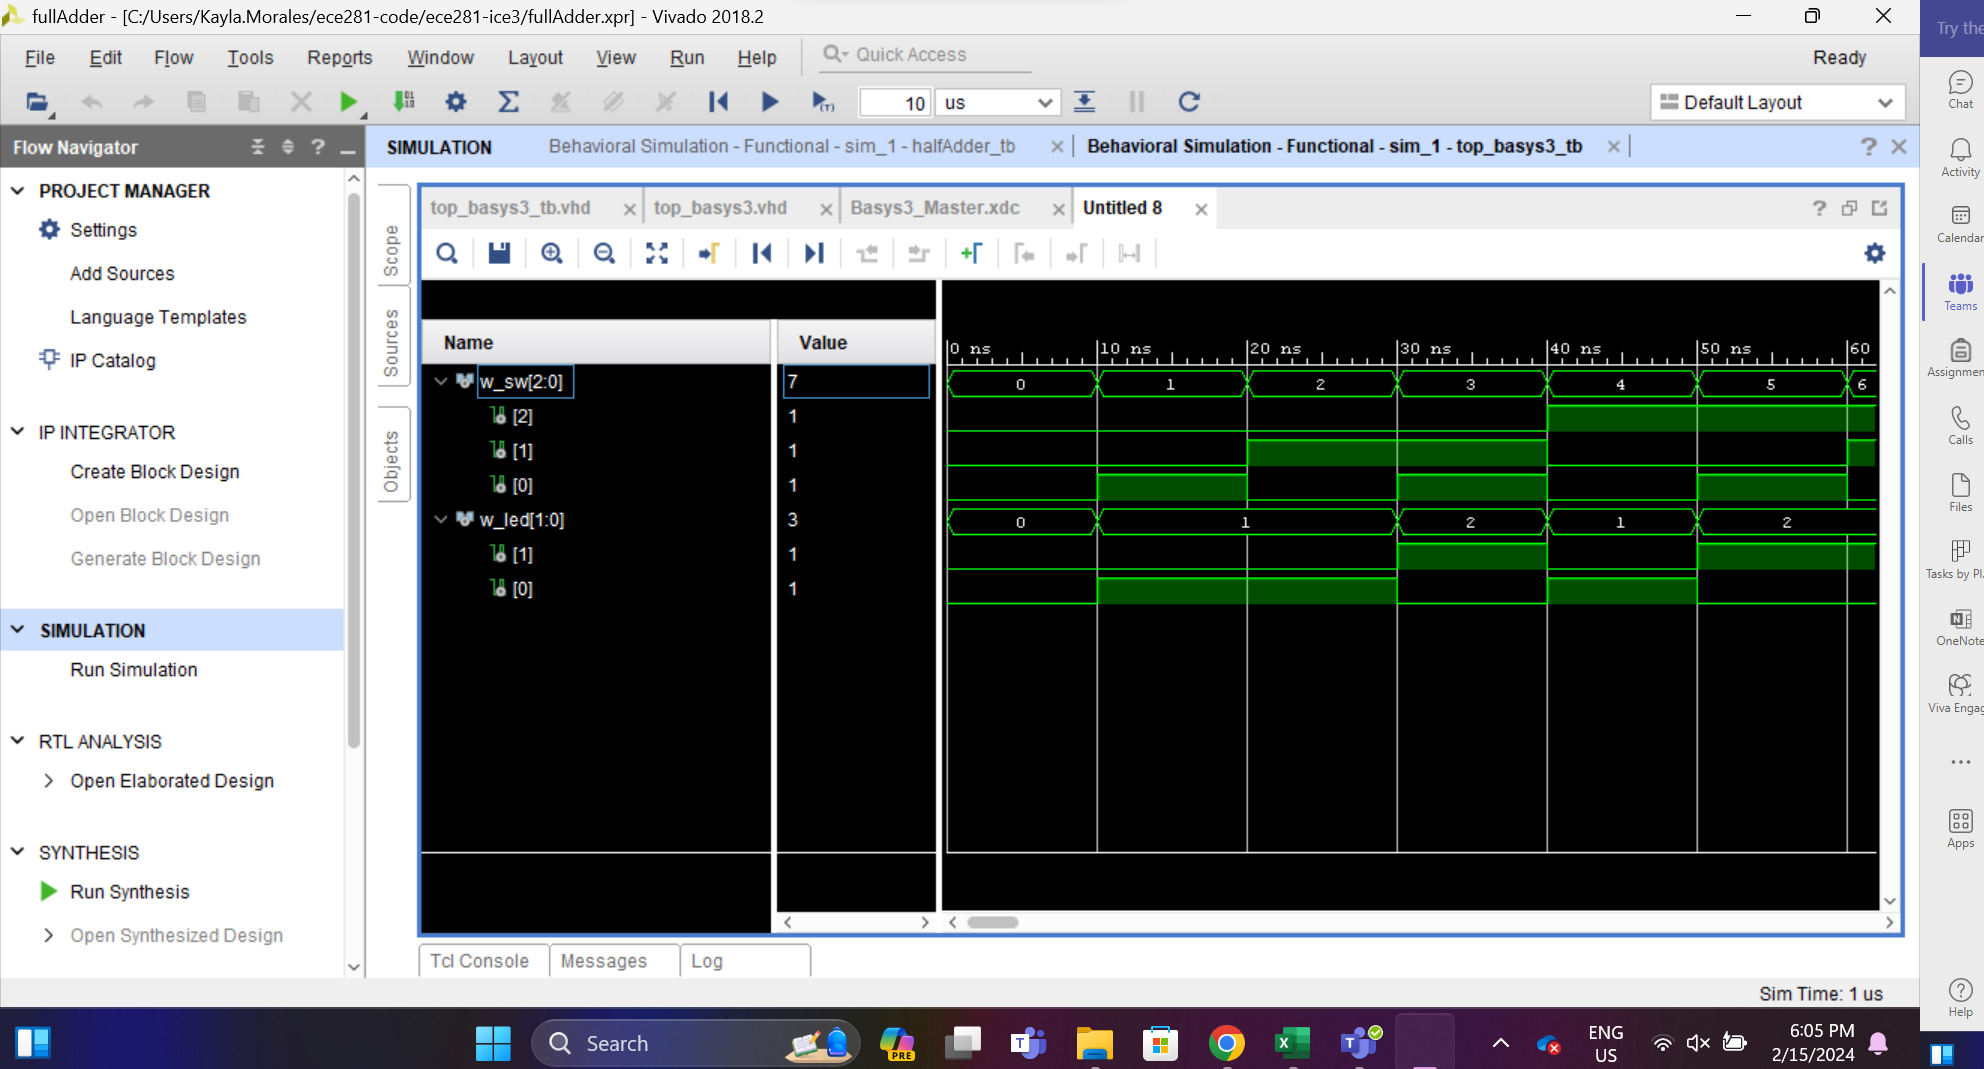 fullAdder - [C:/Users/Kayla.Morales/ece281-code/ece281-ice3/fullAdder.xpr] - Vivado 2018.2
File Edit Flow Tools Reports Window Layout View Run Help Quick Access Ready
10 us Default Layout
Flow Navigator
SIMULATION Behavioral Simulation - Functional - sim_1 - halfAdder_tb Behavioral Simulation - Functional - sim_1 - top_basys3_tb
PROJECT MANAGER
Settings
Add Sources
Language Templates
IP Catalog
IP INTEGRATOR
Create Block Design
Open Block Design
Generate Block Design
SIMULATION
Run Simulation
RTL ANALYSIS
Open Elaborated Design
SYNTHESIS
Run Synthesis
Open Synthesized Design
Scope
Sources
Objects
top_basys3_tb.vhd top_basys3.vhd Basys3_Master.xdc Untitled 8
Name Value
0 ns 10 ns 20 ns 30 ns 40 ns 50 ns 60
w_sw[2:0] 7 0 1 2 3 4 5 6
[2] 1
[1] 1
[0] 1
w_led[1:0] 3 0 1 2 1 2
[1] 1
[0] 1
Tcl Console Messages Log
Sim Time: 1 us
Try the
Chat
Activity
Calendar
Teams
Assignmen
Calls
Files
Tasks by Pl
OneNote
Viva Engag
Apps
Help
Search
PRE
ENG
US
6:05 PM
2/15/2024